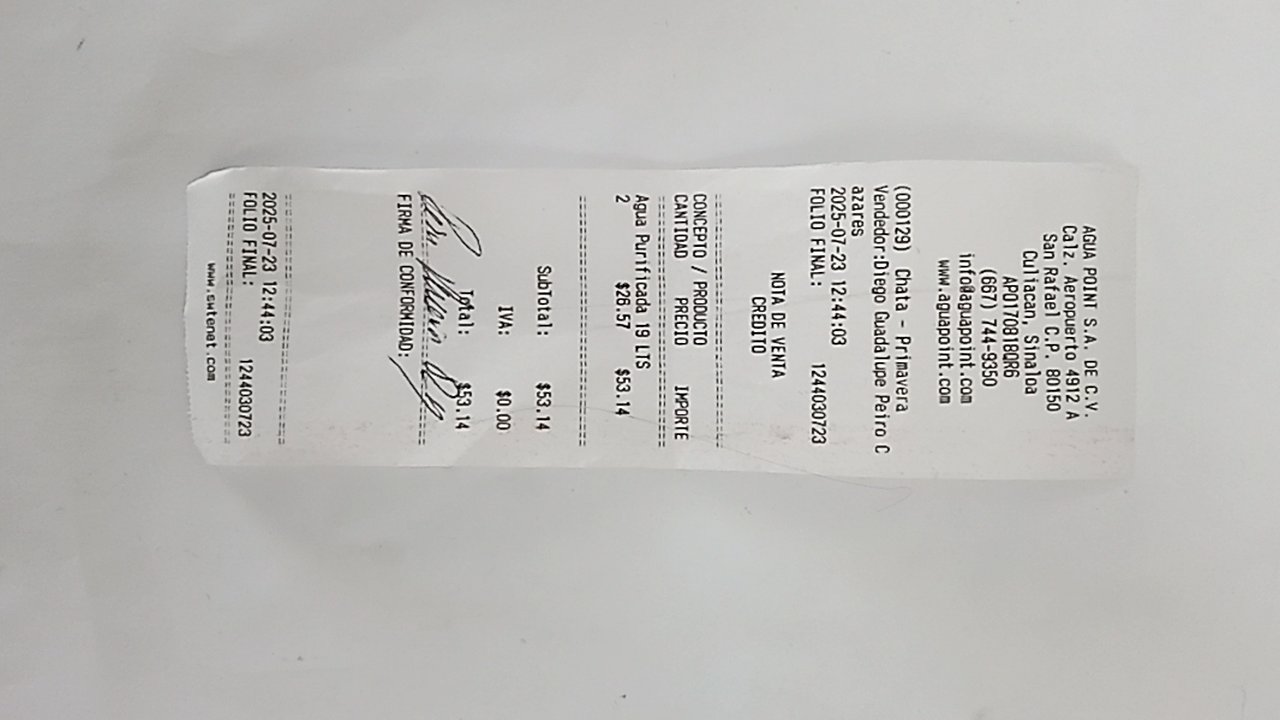 AGUA POINT S.A. DE C.V.
Calz. Aeropuerto 4912 A
San Rafael C.P. 80150
Culiacan, Sinaloa
APO170818QR6
(667) 744-9350
info@aguapoint.com
www.aguapoint.com
(000129) Chata - Primavera
Vendedor:Diego Guadalupe Peiro C
azares
2025-07-23 12:44:03
FOLIO FINAL: 1244030723
NOTA DE VENTA
CREDITO
================================
CONCEPTO / PRODUCTO
CANTIDAD PRECIO IMPORTE
================================
Agua Purificada 19 LTS
2 $26.57 $53.14
================================
SubTotal: $53.14
IVA: $0.00
Total: $53.14
================================
FIRMA DE CONFORMIDAD:
================================
2025-07-23 12:44:03
FOLIO FINAL: 1244030723
================================
www.swtenet.com